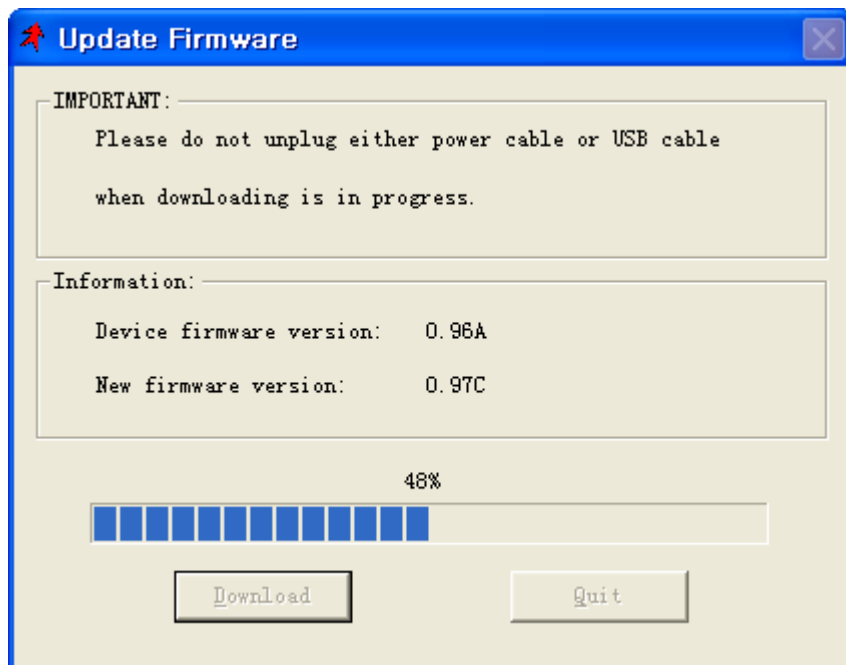 Update Firmware
IMPORTANT:
Please do not unplug either power cable or USB cable
when downloading is in progress.
Information:
Device firmware version: 0.96A
New firmware version: 0.97C
48%
Download Quit